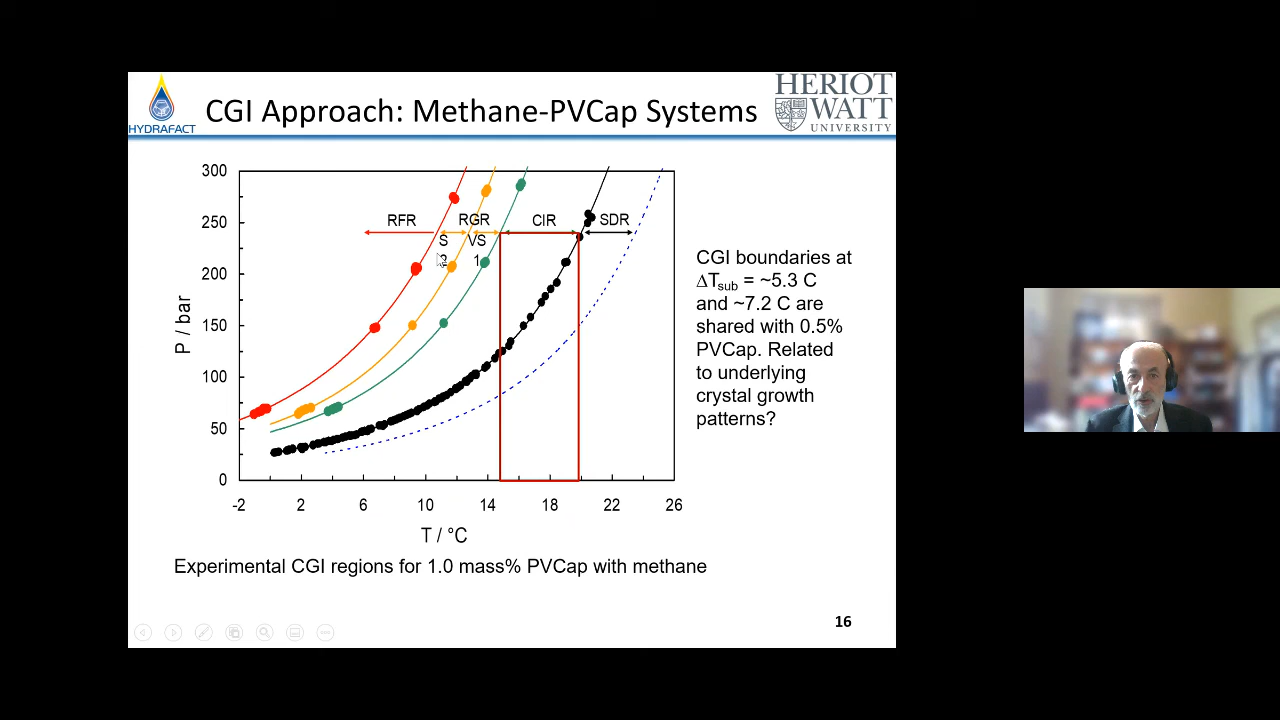 HYDRAFACT
CGI Approach: Methane-PVCap Systems
HERIOT
WATT
UNIVERSITY
300
250
200
150
100
50
0
P / bar
RFR
RGR
CIR
SDR
S
VS
1
-2
2
6
10
14
18
22
26
T / °C
CGI boundaries at
ΔTsub = ~5.3 C
and ~7.2 C are
shared with 0.5%
PVCap. Related
to underlying
crystal growth
patterns?
Experimental CGI regions for 1.0 mass% PVCap with methane
16